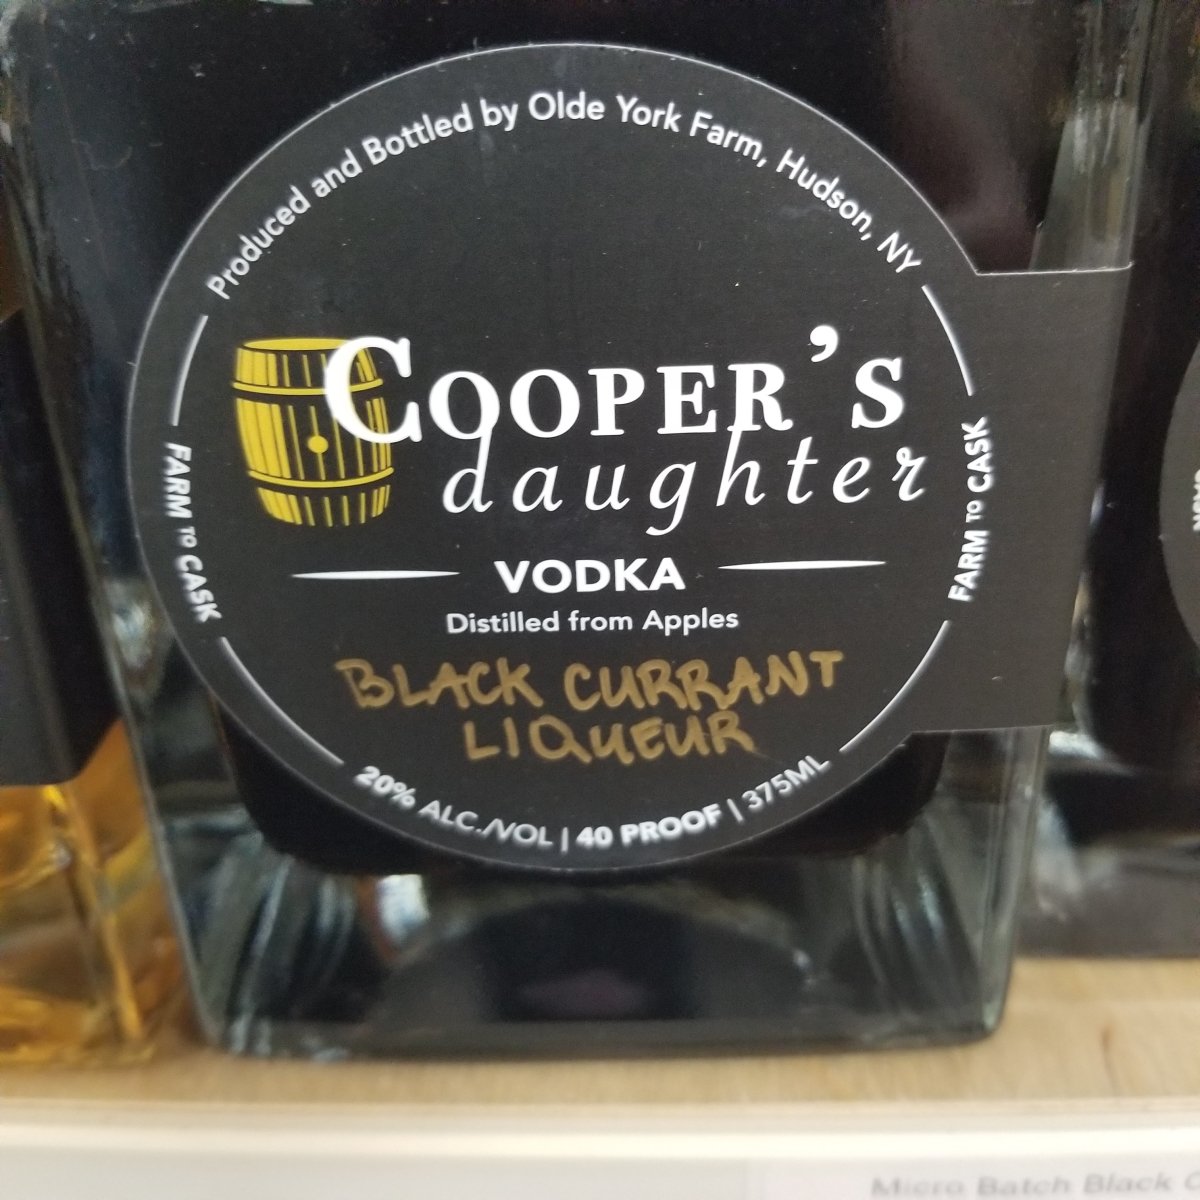 Produced and Bottled by Olde York Farm, Hudson, NY
COOPER'S
daughter
FARM TO CASK
FARM TO CASK
VODKA
Distilled from Apples
BLACK CURRANT
LIQUEUR
20% ALC./VOL | 40 PROOF | 375ML
Micro Batch Black